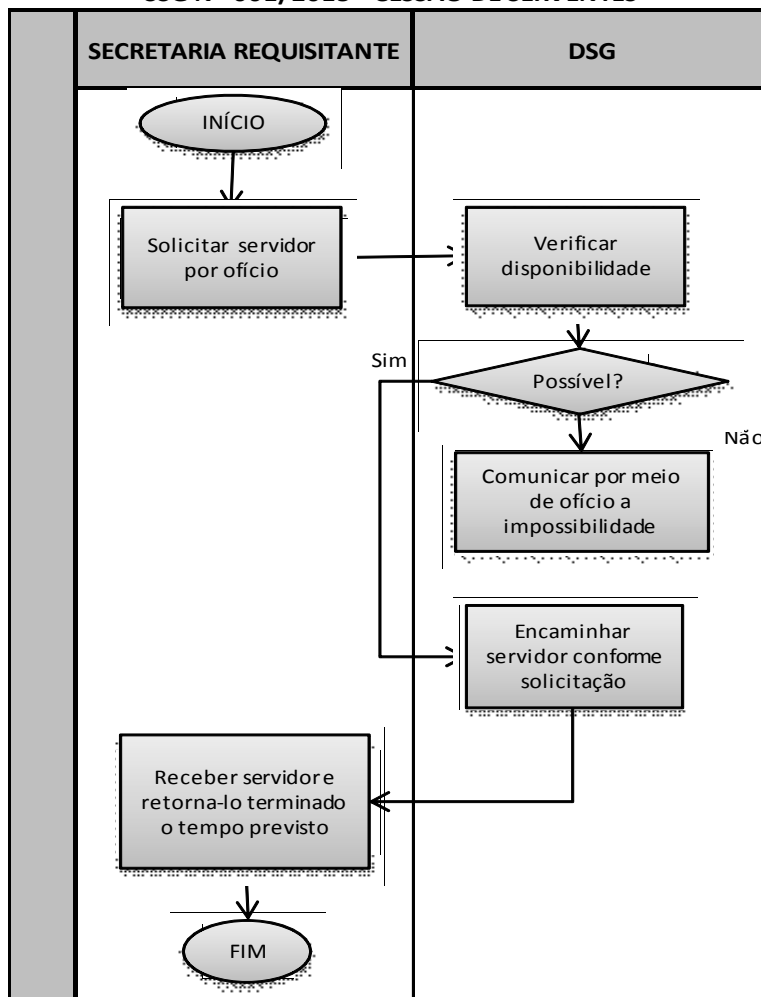 SECRETARIA REQUISITANTE
DSG
INÍCIO
Solicitar servidor
por ofício
Verificar
disponibilidade
Sim
Possível?
Não
Comunicar por meio
de ofício a
impossibilidade
Encaminhar
servidor conforme
solicitação
Receber servidor e
retorna-lo terminado
o tempo previsto
FIM